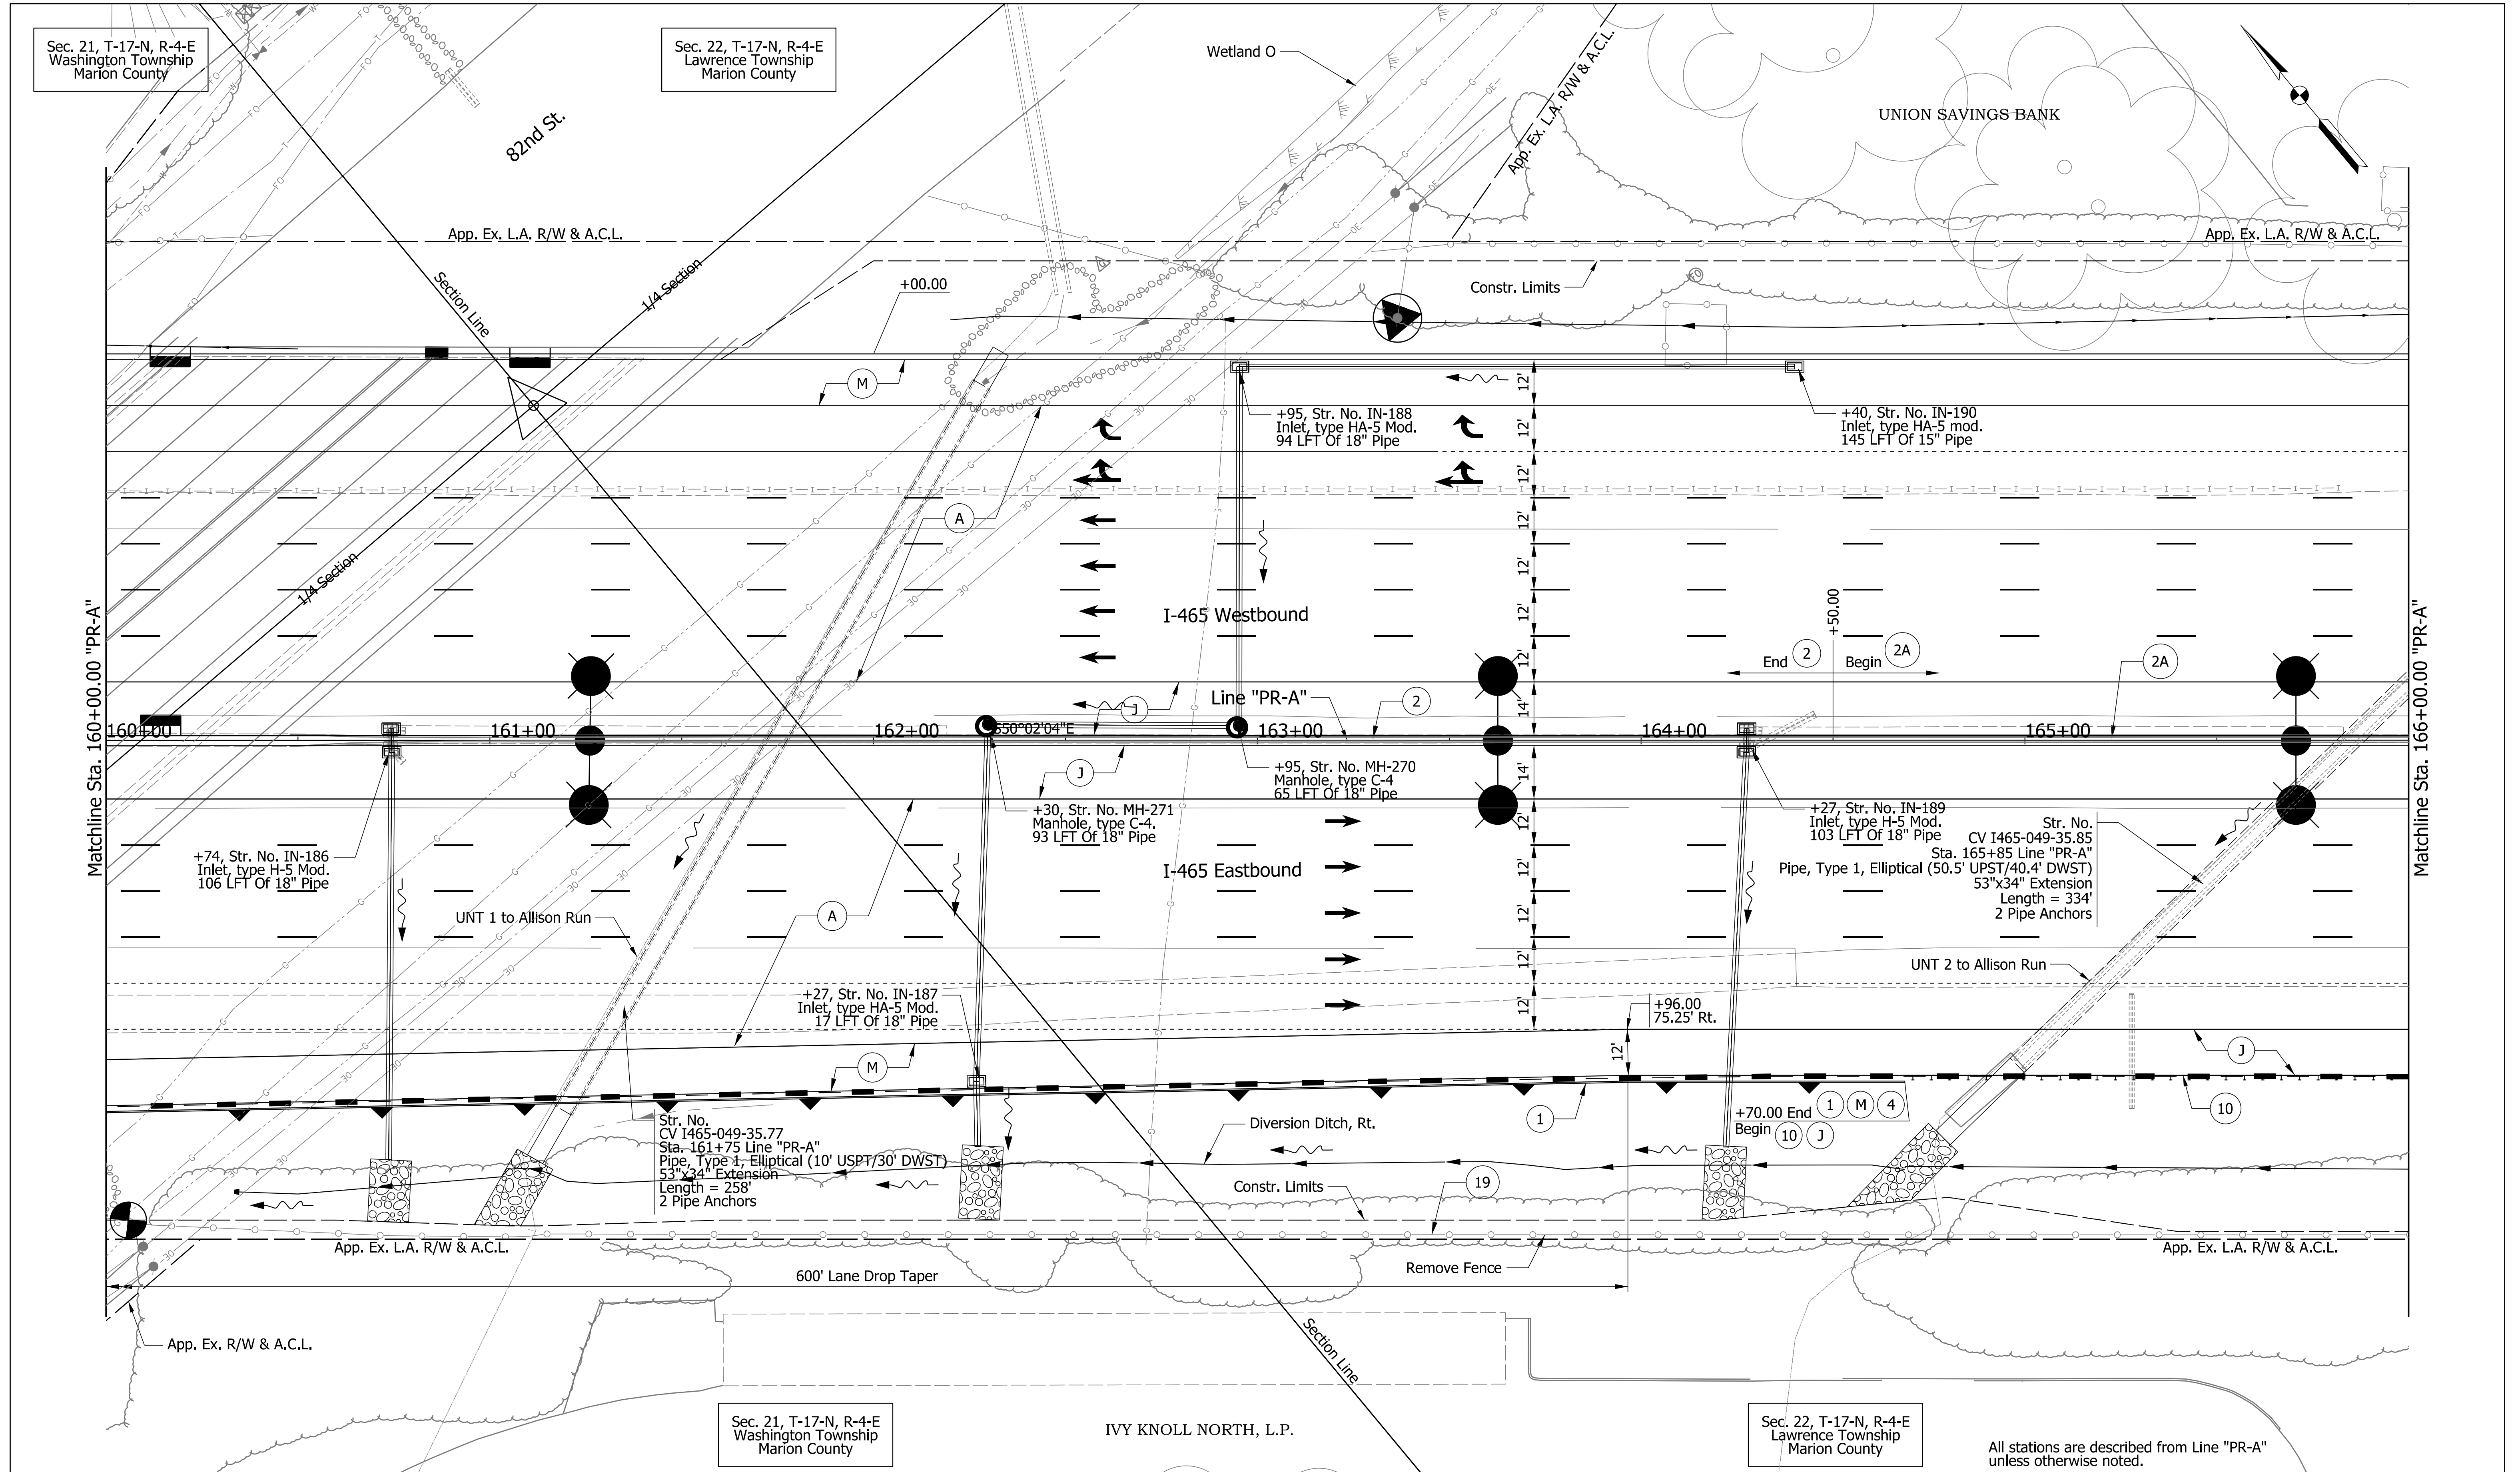 Sec. 21, T-17-N, R-4-E
Washington Township
Marion County
Sec. 22, T-17-N, R-4-E
Lawrence Township
Marion County
Wetland O
App. Ex. L.A. R/W & A.C.L.
UNION SAVINGS BANK
82nd St.
App. Ex. L.A. R/W & A.C.L.
App. Ex. L.A. R/W & A.C.L.
Section Line
1/4 Section
+00.00
Constr. Limits
M
12'
+95, Str. No. IN-188
Inlet, type HA-5 Mod.
94 LFT Of 18" Pipe
12'
+40, Str. No. IN-190
Inlet, type HA-5 mod.
145 LFT Of 15" Pipe
12'
A
12'
12'
1/4 Section
I-465 Westbound
12'
12'
+50.00
End 2 Begin 2A
2A
Matchline Sta. 160+00.00 "PR-A"
Matchline Sta. 166+00.00 "PR-A"
Line "PR-A"
J
2
14'
160+00
161+00
162+00
S50°02'04"E
163+00
164+00
165+00
J
+95, Str. No. MH-270
Manhole, type C-4
65 LFT Of 18" Pipe
14'
+30, Str. No. MH-271
Manhole, type C-4.
93 LFT Of 18" Pipe
12'
+27, Str. No. IN-189
Inlet, type H-5 Mod.
103 LFT Of 18" Pipe
Str. No.
CV I465-049-35.85
Sta. 165+85 Line "PR-A"
Pipe, Type 1, Elliptical (50.5' UPST/40.4' DWST)
53"x34" Extension
Length = 334'
2 Pipe Anchors
+74, Str. No. IN-186
Inlet, type H-5 Mod.
106 LFT Of 18" Pipe
I-465 Eastbound
12'
UNT 1 to Allison Run
A
12'
12'
UNT 2 to Allison Run
+27, Str. No. IN-187
Inlet, type HA-5 Mod.
17 LFT Of 18" Pipe
12'
+96.00
75.25' Rt.
12'
M
J
1
+70.00 End 1 M 4
Begin 10 J
10
Str. No.
CV I465-049-35.77
Sta. 161+75 Line "PR-A"
Pipe, Type 1, Elliptical (10' USPT/30' DWST)
53"x34" Extension
Length = 258'
2 Pipe Anchors
Diversion Ditch, Rt.
Constr. Limits
19
App. Ex. L.A. R/W & A.C.L.
App. Ex. L.A. R/W & A.C.L.
600' Lane Drop Taper
Remove Fence
App. Ex. R/W & A.C.L.
Section Line
Sec. 21, T-17-N, R-4-E
Washington Township
Marion County
IVY KNOLL NORTH, L.P.
Sec. 22, T-17-N, R-4-E
Lawrence Township
Marion County
All stations are described from Line "PR-A"
unless otherwise noted.